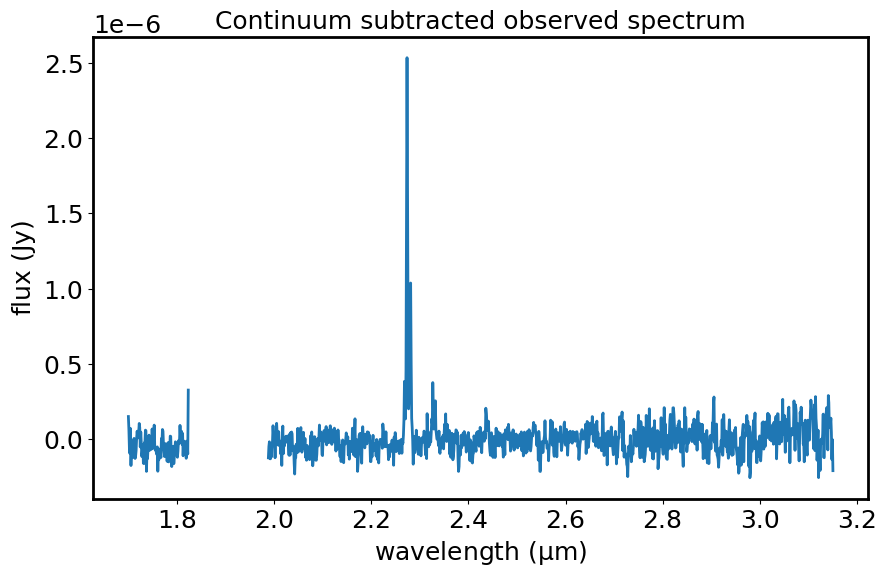 Continuum subtracted observed spectrum
1e−6
2.5
2.0
1.5
1.0
0.5
0.0
flux (Jy)
1.8 2.0 2.2 2.4 2.6 2.8 3.0 3.2
wavelength (μm)